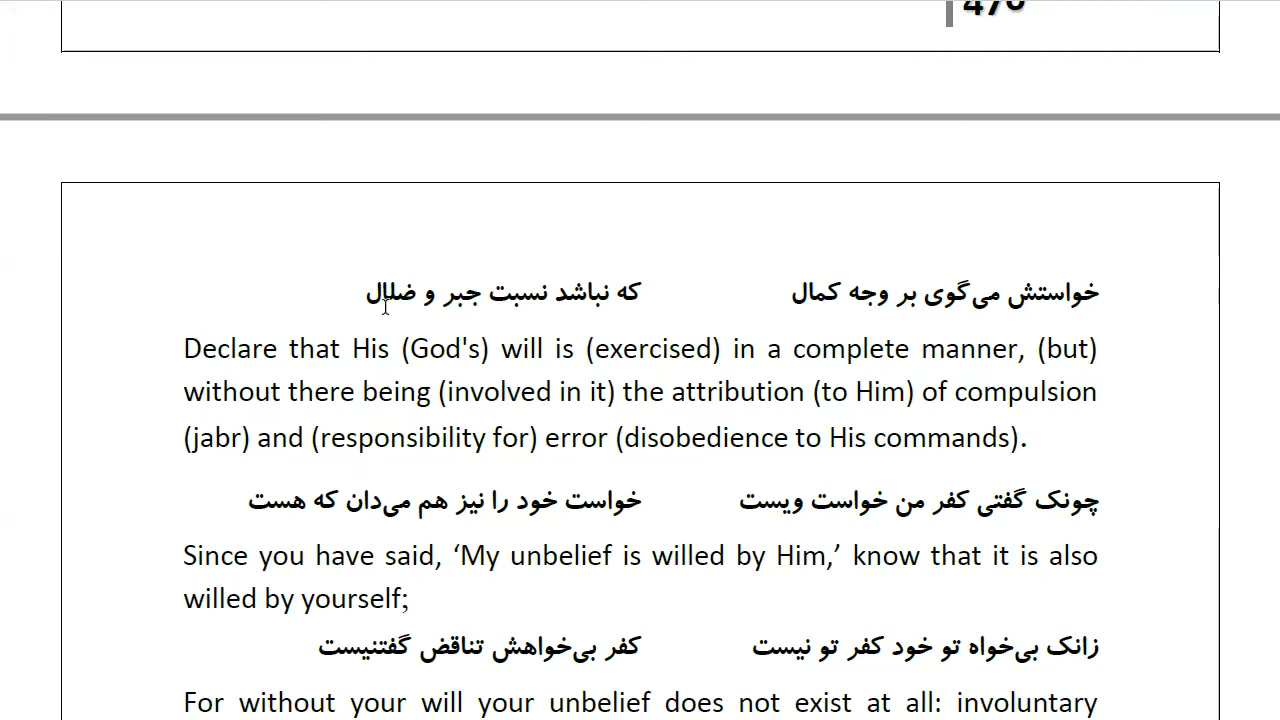 خواستش می‌گوی بر وجه کمال که نباشد نسبت جبر و ضلال
Declare that His (God's) will is (exercised) in a complete manner, (but)
without there being (involved in it) the attribution (to Him) of compulsion
(jabr) and (responsibility for) error (disobedience to His commands).
چونک گفتی کفر من خواست ویست خواست خود را نیز هم می‌دان که هست
Since you have said, ‘My unbelief is willed by Him,’ know that it is also
willed by yourself;
زانک بی‌خواه تو خود کفر تو نیست کفر بی‌خواهش تناقض گفتنیست
For without your will your unbelief does not exist at all: involuntary